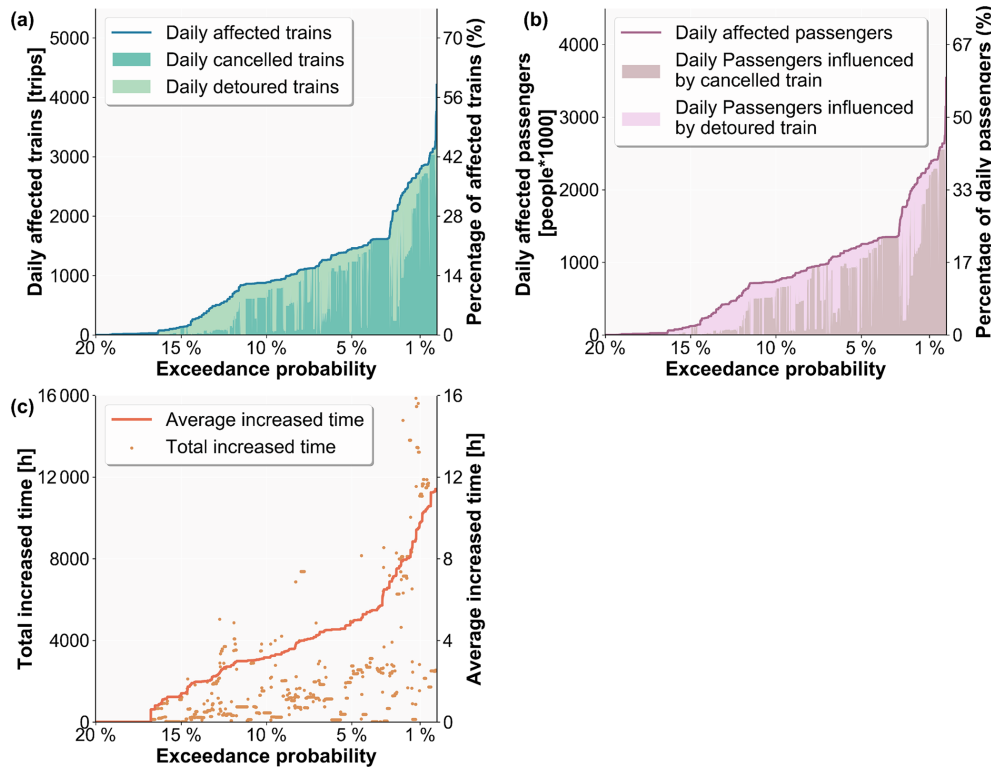 (a)
Daily affected trains
Daily cancelled trains
Daily detoured trains
Daily affected trains [trips]
5000
4000
3000
2000
1000
0
Percentage of affected trains (%)
70
56
42
28
14
0
20 %
15 %
10 %
5 %
1 %
Exceedance probability
(b)
Daily affected passengers
Daily Passengers influenced
by cancelled train
Daily Passengers influenced
by detoured train
Daily affected passengers
[people*1000]
4000
3000
2000
1000
0
Percentage of daily passengers (%)
67
50
33
17
0
20 %
15 %
10 %
5 %
1 %
Exceedance probability
(c)
Average increased time
Total increased time
Total increased time [h]
16 000
12 000
8000
4000
0
Average increased time [h]
16
12
8
4
0
20 %
15 %
10 %
5 %
1 %
Exceedance probability